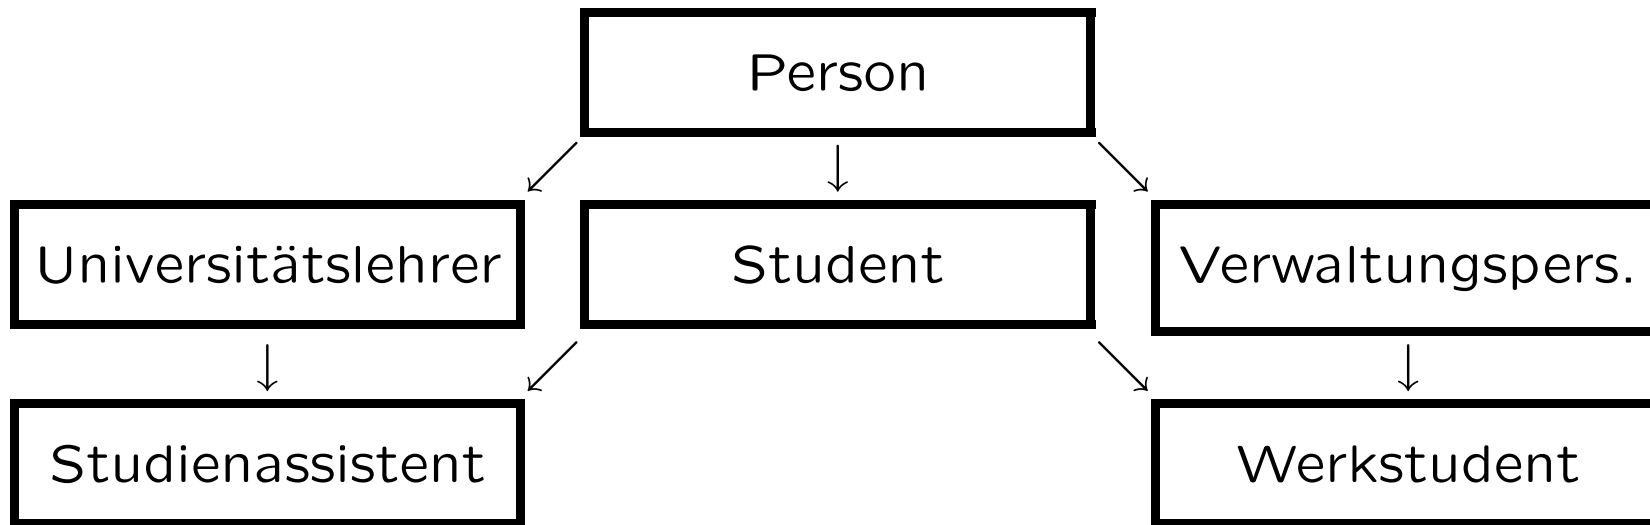 Person
Universitätslehrer
Student
Verwaltungspers.
Studienassistent
Werkstudent